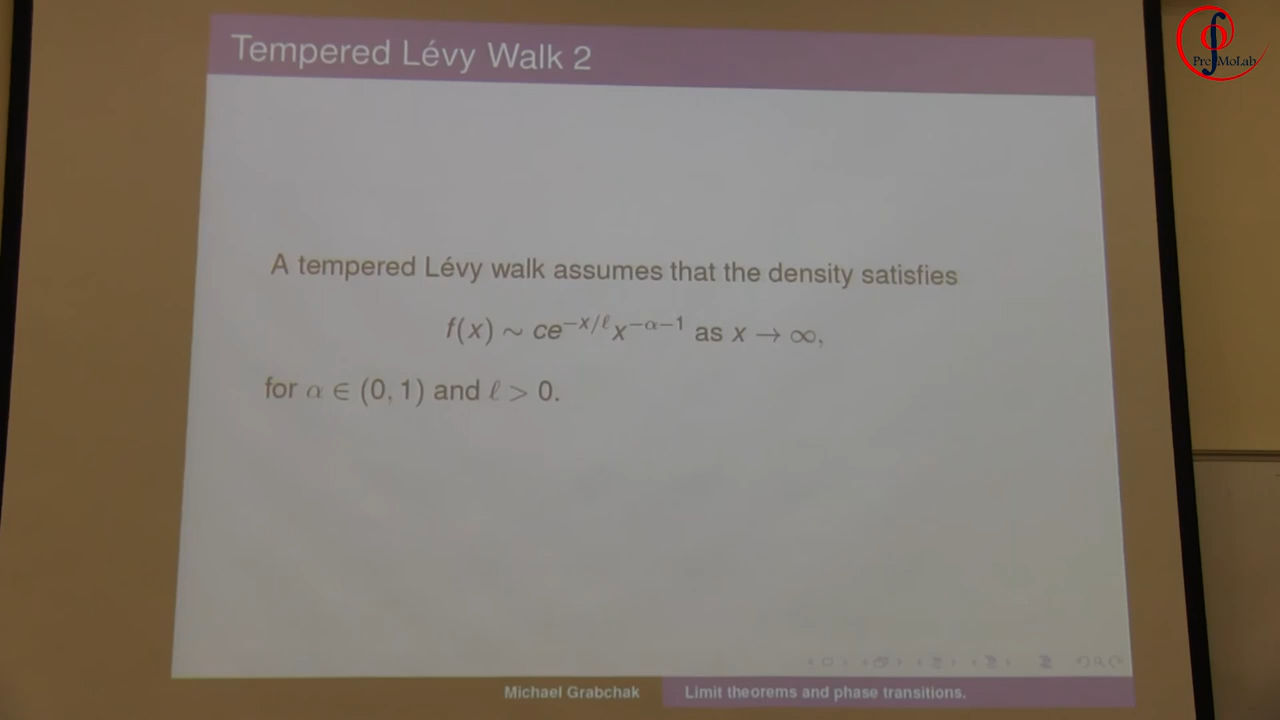 Tempered Lévy Walk 2
PreMoLab
A tempered Lévy walk assumes that the density satisfies
f(x) ∼ ce^{−x/ℓ}x^{−α−1} as x → ∞,
for α ∈ (0, 1) and ℓ > 0.
Michael Grabchak Limit theorems and phase transitions.